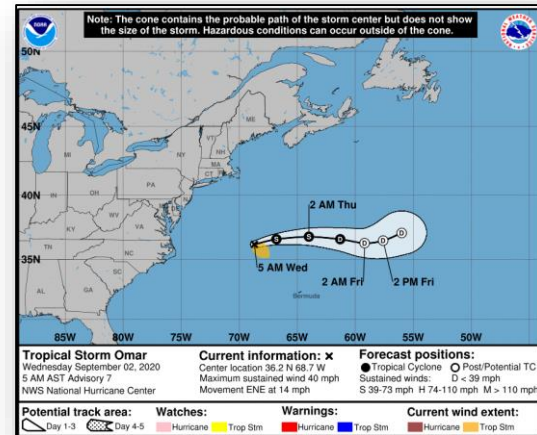 Note: The cone contains the probable path of the storm center but does not show
the size of the storm. Hazardous conditions can occur outside of the cone.
NOAA
50N
45N
40N
35N
ME
VT
NH
NY
MA
CT
MI
PA
NJ
OH
IN
MD
DE
WV
VA
KY
TN
NC
SC
AL
GA
FL
2 AM Thu
S
S
D
D
D
D
5 AM Wed
2 AM Fri
2 PM Fri
Bermuda
85W
80W
75W
70W
65W
60W
55W
50W
Tropical Storm Omar
Wednesday September 02, 2020
5 AM AST Advisory 7
NWS National Hurricane Center
Current information: x
Center location 36.2 N 68.7 W
Maximum sustained wind 40 mph
Movement ENE at 14 mph
Forecast positions:
Tropical Cyclone Post/Potential TC
Sustained winds: D < 39 mph
S 39-73 mph H 74-110 mph M > 110 mph
Potential track area:
Day 1-3 Day 4-5
Watches:
Hurricane Trop Stm
Warnings:
Hurricane Trop Stm
Current wind extent:
Hurricane Trop Stm